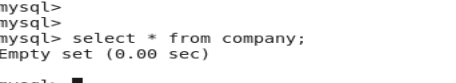 mysql>
mysql>
mysql> select * from company;
Empty set (0.00 sec)
mysql>